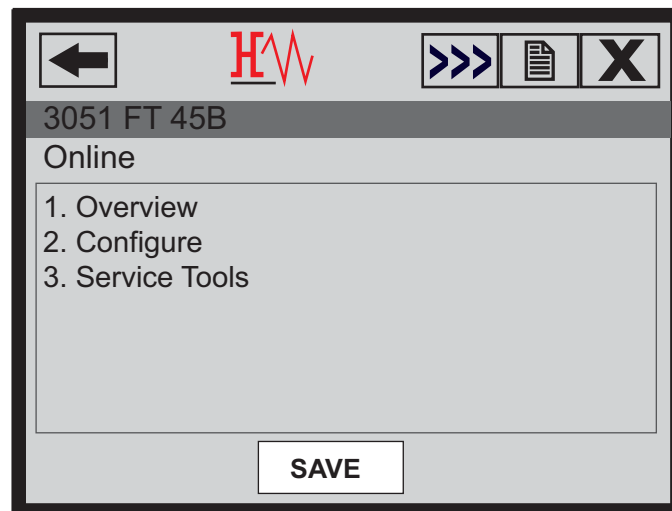 >>>
X
3051 FT 45B
Online
1. Overview
2. Configure
3. Service Tools
SAVE